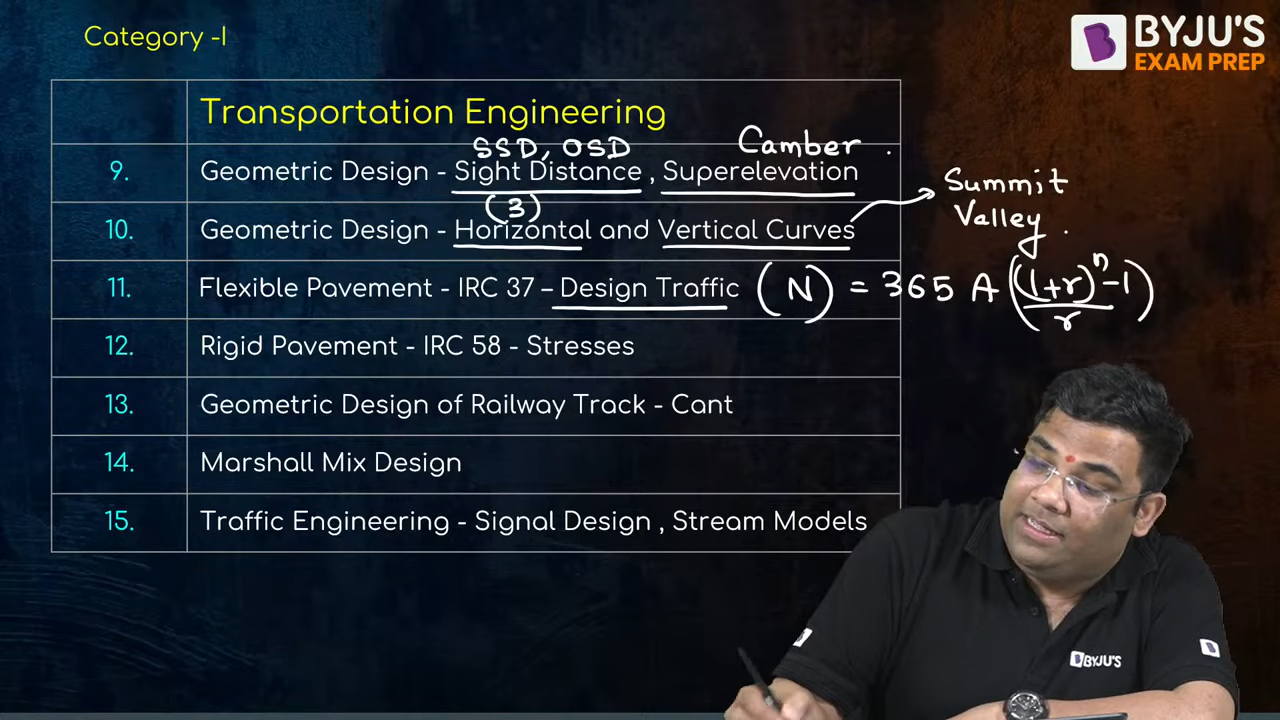 Category -I
BYJU'S
EXAM PREP
Transportation Engineering
SSD, OSD
Camber .
9. Geometric Design - Sight Distance , Superelevation
Summit
Valley .
(3)
10. Geometric Design - Horizontal and Vertical Curves
11. Flexible Pavement - IRC 37 – Design Traffic (N) = 365 A ((1+r)^n-1)/r
12. Rigid Pavement - IRC 58 - Stresses
13. Geometric Design of Railway Track - Cant
14. Marshall Mix Design
15. Traffic Engineering - Signal Design , Stream Models
BYJU'S